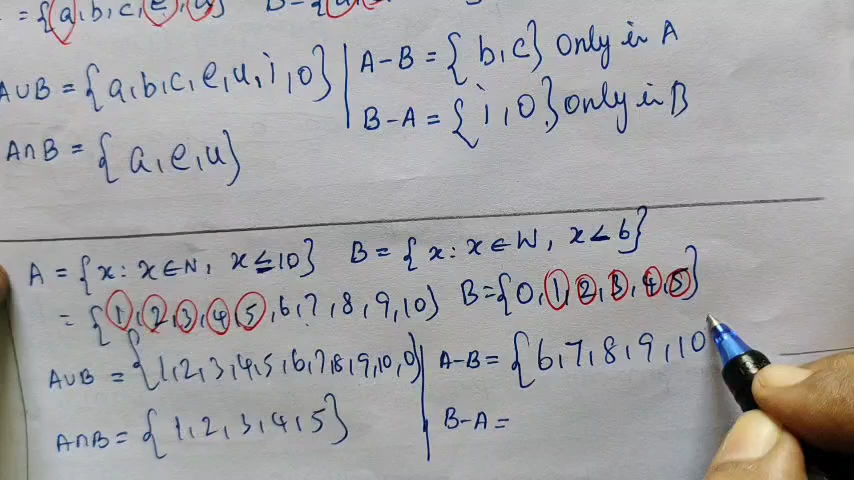 = {a,b,c,e,u} B={a
A∪B = {a,b,c,e,u,i,o}
A-B = {b,c} only in A
B-A = {i,o} only in B
A∩B = {a,e,u}
A = {x: x∈N, x≤10} B = {x: x∈W, x<6}
= {1,2,3,4,5,6,7,8,9,10} B={0,1,2,3,4,5}
A∪B = {1,2,3,4,5,6,7,8,9,10,0}
A-B = {6,7,8,9,10
A∩B = {1,2,3,4,5}
B-A =